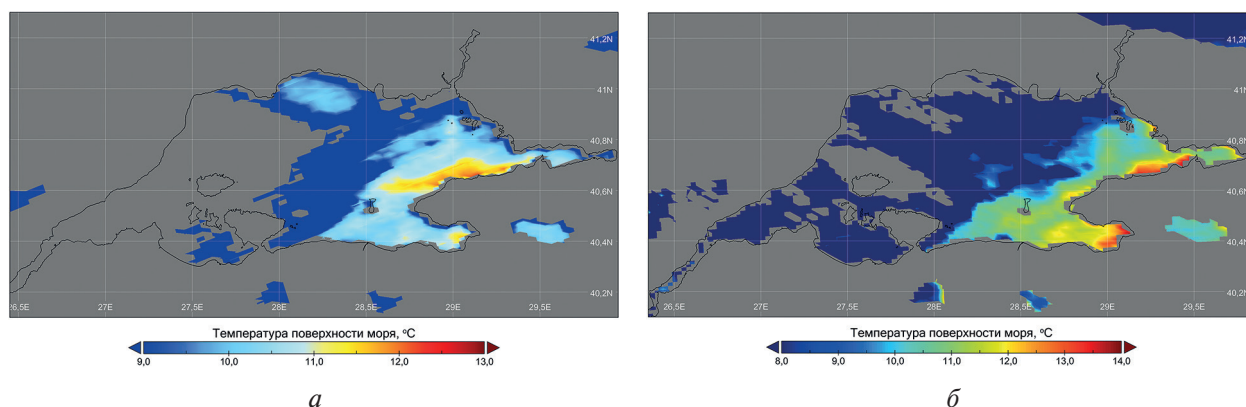 41,2N
41N
40,8N
40,6N
40,4N
40,2N
26,5E 27E 27,5E 28E 28,5E 29E 29,5E
Температура поверхности моря, °C
9,0 10,0 11,0 12,0 13,0
а
41,2N
41N
40,8N
40,6N
40,4N
40,2N
26,5E 27E 27,5E 28E 28,5E 29E 29,5E
Температура поверхности моря, °C
8,0 9,0 10,0 11,0 12,0 13,0 14,0
б